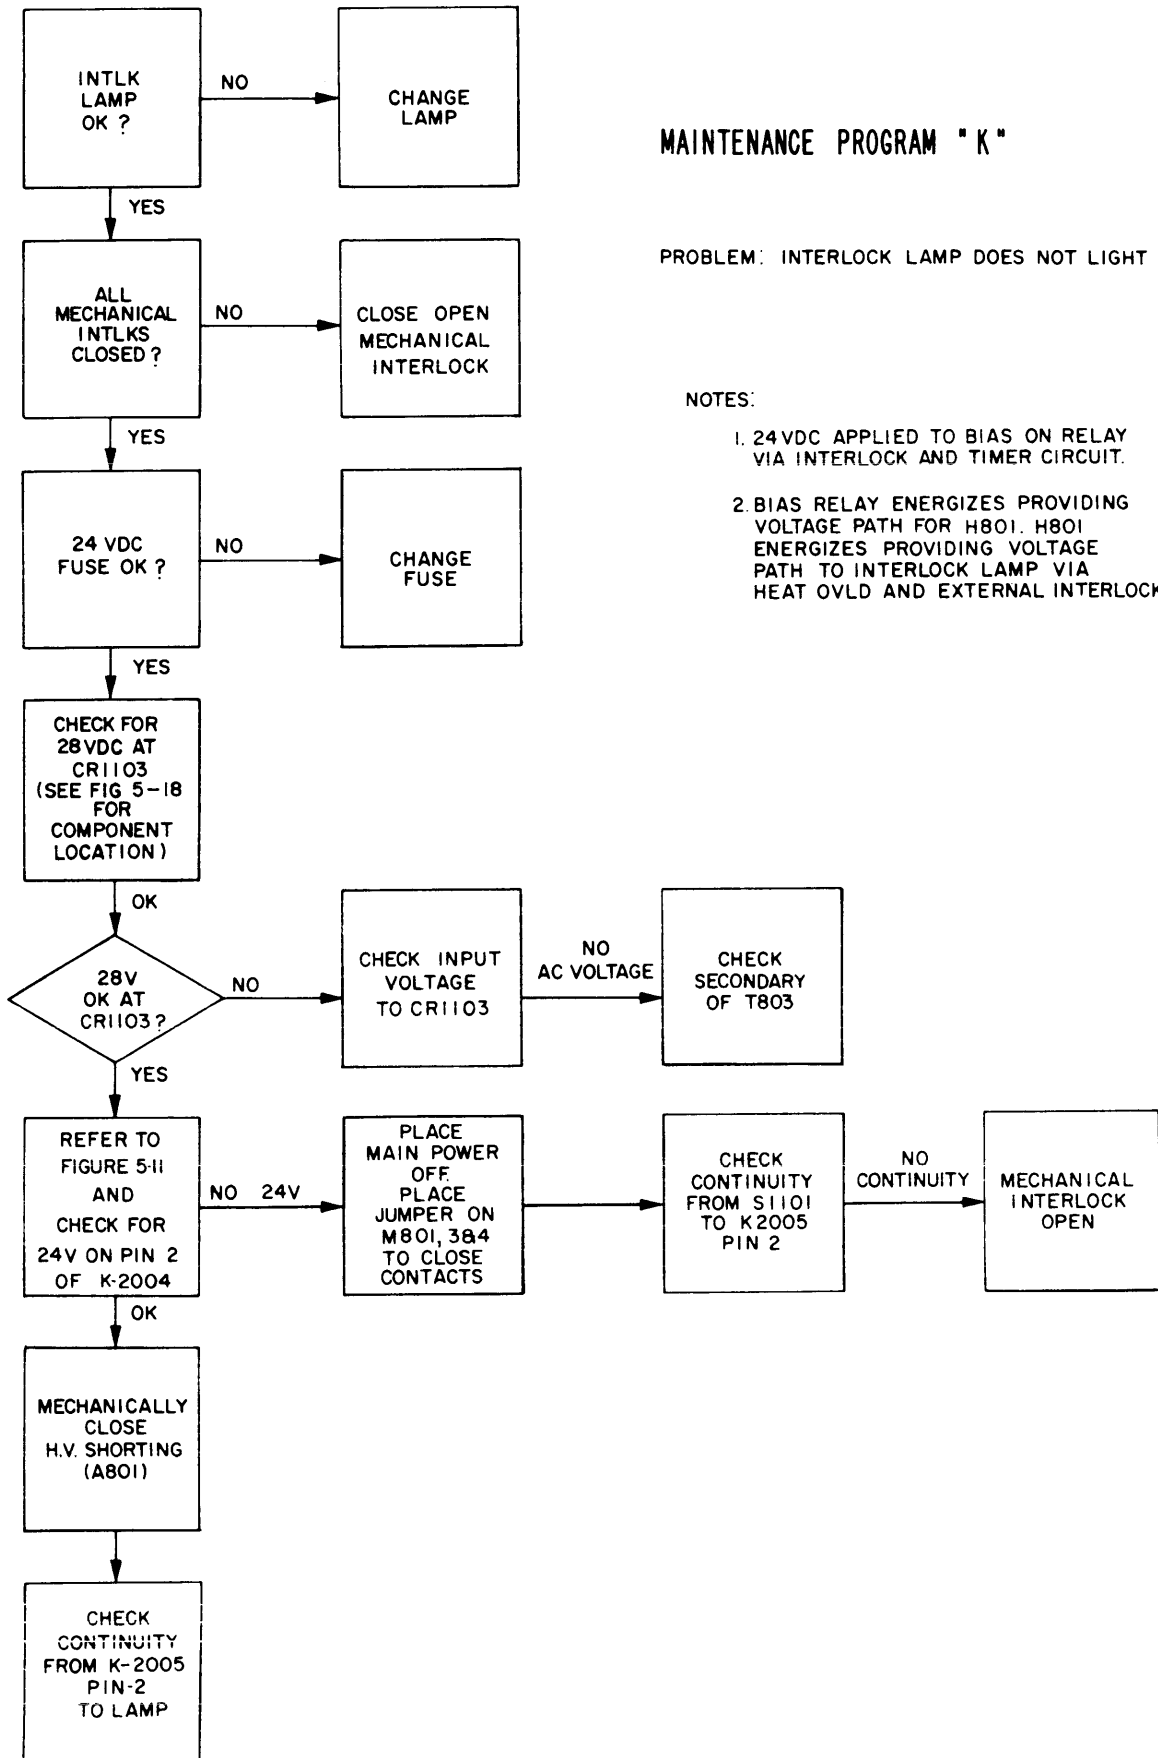 MAINTENANCE PROGRAM "K"
PROBLEM: INTERLOCK LAMP DOES NOT LIGHT
NOTES:
1. 24VDC APPLIED TO BIAS ON RELAY
VIA INTERLOCK AND TIMER CIRCUIT.
2. BIAS RELAY ENERGIZES PROVIDING
VOLTAGE PATH FOR H801. H801
ENERGIZES PROVIDING VOLTAGE
PATH TO INTERLOCK LAMP VIA
HEAT OVLD AND EXTERNAL INTERLOCK
INTLK
LAMP
OK ?
NO
CHANGE
LAMP
YES
ALL
MECHANICAL
INTLKS
CLOSED ?
NO
CLOSE OPEN
MECHANICAL
INTERLOCK
YES
24 VDC
FUSE OK ?
NO
CHANGE
FUSE
YES
CHECK FOR
28VDC AT
CR1103
(SEE FIG 5-18
FOR
COMPONENT
LOCATION)
OK
28V
OK AT
CR1103?
NO
CHECK INPUT
VOLTAGE
TO CR1103
NO
AC VOLTAGE
CHECK
SECONDARY
OF T803
YES
REFER TO
FIGURE 5-11
AND
CHECK FOR
24V ON PIN 2
OF K-2004
NO 24V
PLACE
MAIN POWER
OFF.
PLACE
JUMPER ON
M801, 3&4
TO CLOSE
CONTACTS
CHECK
CONTINUITY
FROM S1101
TO K2005
PIN 2
NO
CONTINUITY
MECHANICAL
INTERLOCK
OPEN
OK
MECHANICALLY
CLOSE
H.V. SHORTING
(A801)
CHECK
CONTINUITY
FROM K-2005
PIN-2
TO LAMP